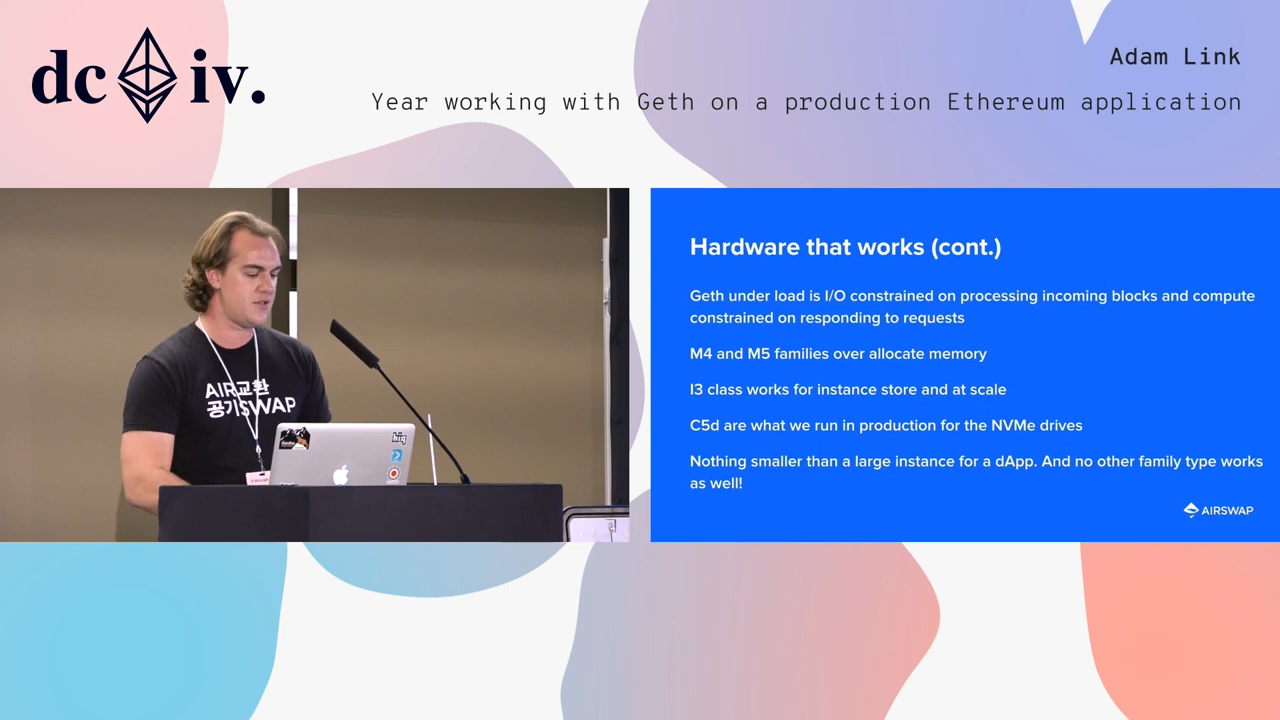 dc iv.
Adam Link
Year working with Geth on a production Ethereum application
AIR교환
공기SWAP
Hardware that works (cont.)
Geth under load is I/O constrained on processing incoming blocks and compute
constrained on responding to requests
M4 and M5 families over allocate memory
I3 class works for instance store and at scale
C5d are what we run in production for the NVMe drives
Nothing smaller than a large instance for a dApp. And no other family type works
as well!
AIRSWAP